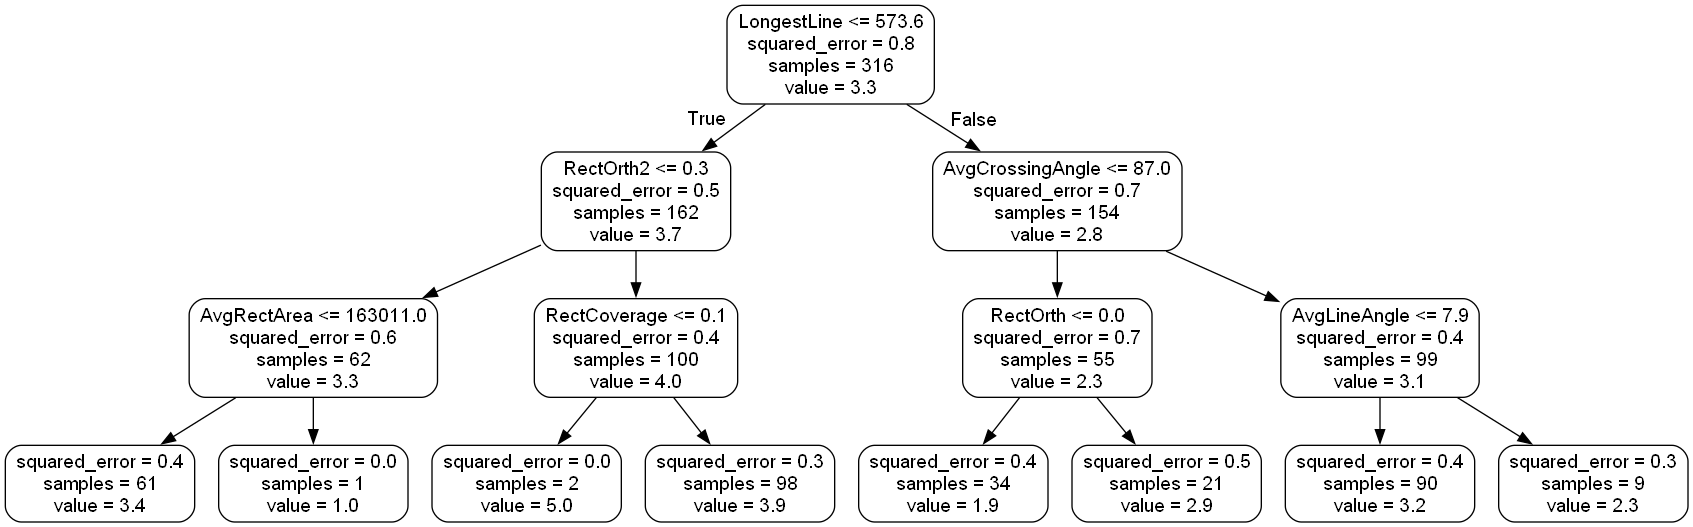 LongestLine <= 573.6
squared_error = 0.8
samples = 316
value = 3.3
True
False
RectOrth2 <= 0.3
squared_error = 0.5
samples = 162
value = 3.7
AvgCrossingAngle <= 87.0
squared_error = 0.7
samples = 154
value = 2.8
AvgRectArea <= 163011.0
squared_error = 0.6
samples = 62
value = 3.3
RectCoverage <= 0.1
squared_error = 0.4
samples = 100
value = 4.0
RectOrth <= 0.0
squared_error = 0.7
samples = 55
value = 2.3
AvgLineAngle <= 7.9
squared_error = 0.4
samples = 99
value = 3.1
squared_error = 0.4
samples = 61
value = 3.4
squared_error = 0.0
samples = 1
value = 1.0
squared_error = 0.0
samples = 2
value = 5.0
squared_error = 0.3
samples = 98
value = 3.9
squared_error = 0.4
samples = 34
value = 1.9
squared_error = 0.5
samples = 21
value = 2.9
squared_error = 0.4
samples = 90
value = 3.2
squared_error = 0.3
samples = 9
value = 2.3